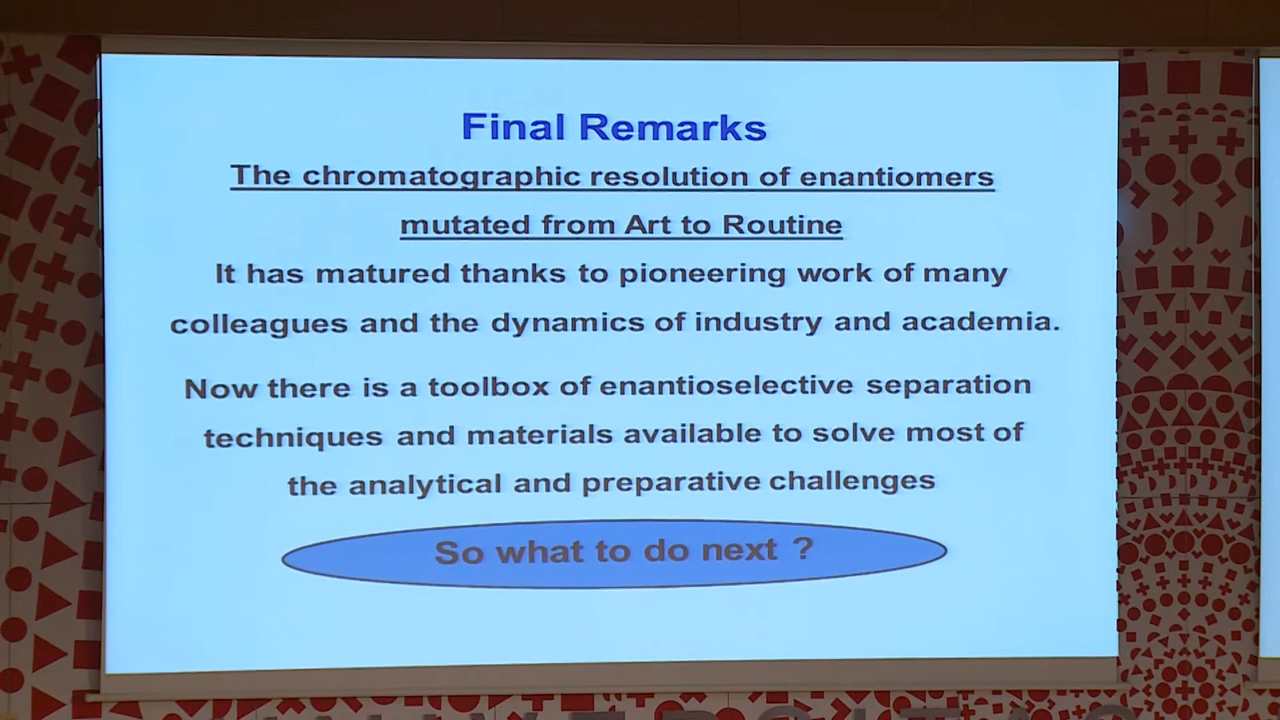 Final Remarks
The chromatographic resolution of enantiomers
mutated from Art to Routine
It has matured thanks to pioneering work of many
colleagues and the dynamics of industry and academia.
Now there is a toolbox of enantioselective separation
techniques and materials available to solve most of
the analytical and preparative challenges
So what to do next ?